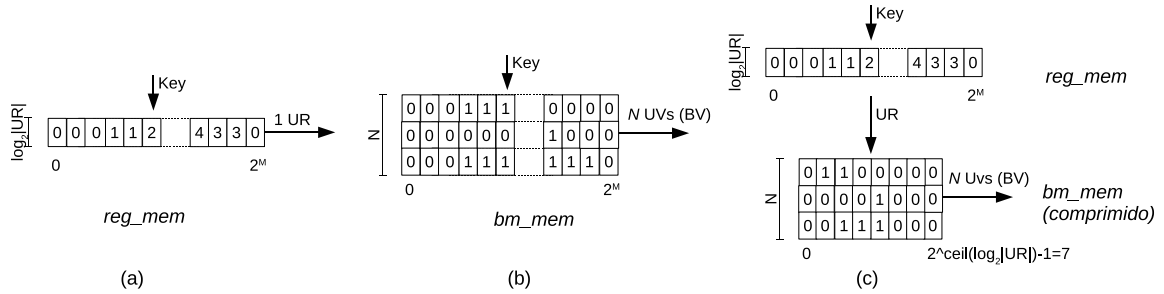 Key
log₂|UR|
0 0 0 1 1 2 4 3 3 0
1 UR
0 2ᴹ
reg_mem
(a)
Key
N
0 0 0 1 1 1 0 0 0 0
0 0 0 0 0 0 1 0 0 0
0 0 0 1 1 1 1 1 1 0
N UVs (BV)
0 2ᴹ
bm_mem
(b)
Key
log₂|UR|
0 0 0 1 1 2 4 3 3 0
0 2ᴹ
reg_mem
UR
N
0 1 1 0 0 0 0 0
0 0 0 0 1 0 0 0
0 0 1 1 1 0 0 0
N Uvs (BV)
0 2^ceil(log₂|UR|)-1=7
bm_mem
(comprimido)
(c)